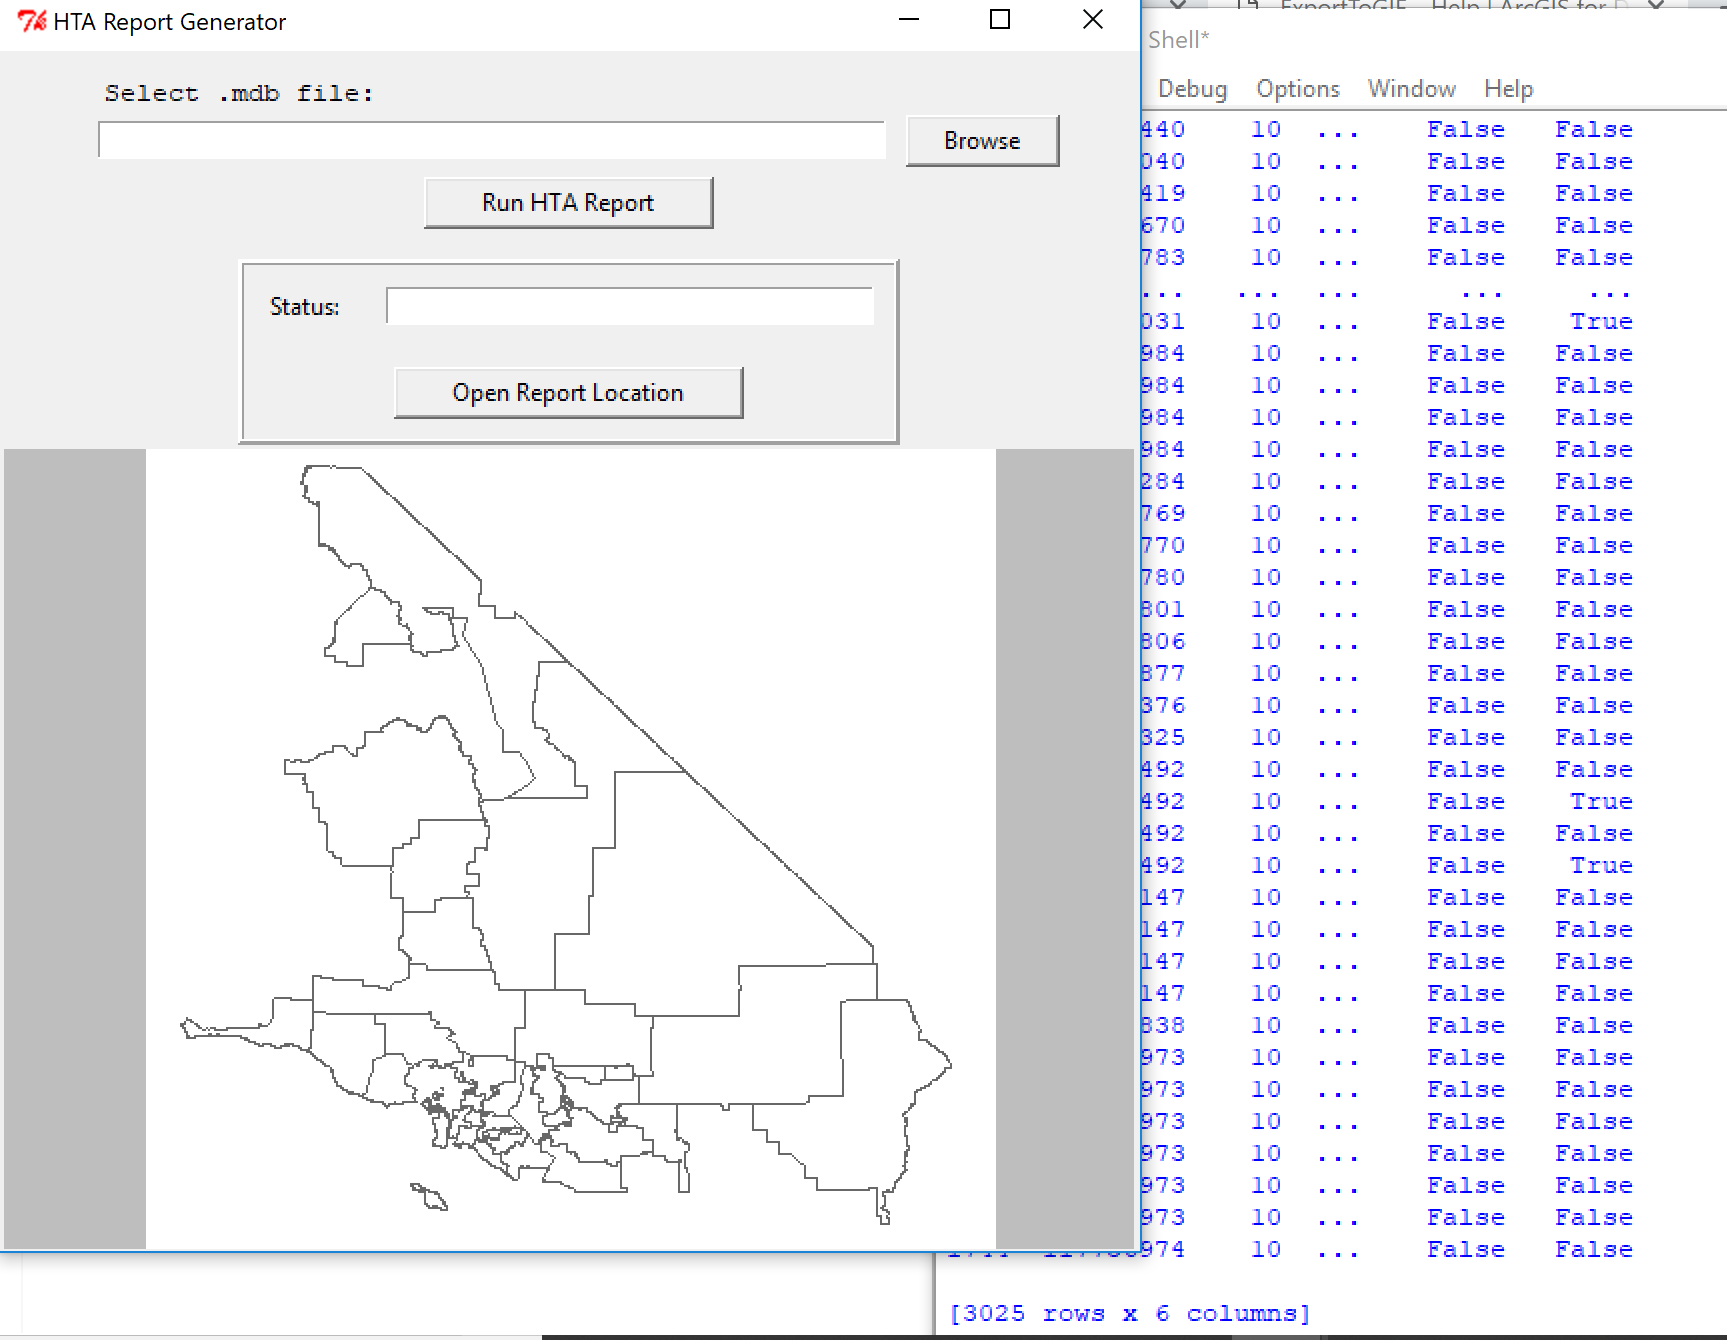 HTA Report Generator
Select .mdb file:
Browse
Run HTA Report
Status:
Open Report Location
Shell*
Debug Options Window Help
440 10 ... False False
040 10 ... False False
419 10 ... False False
670 10 ... False False
783 10 ... False False
... ... ... ... ...
031 10 ... False True
984 10 ... False False
984 10 ... False False
984 10 ... False False
984 10 ... False False
284 10 ... False False
769 10 ... False False
770 10 ... False False
780 10 ... False False
801 10 ... False False
806 10 ... False False
877 10 ... False False
376 10 ... False False
325 10 ... False False
492 10 ... False False
492 10 ... False True
492 10 ... False False
492 10 ... False True
147 10 ... False False
147 10 ... False False
147 10 ... False False
147 10 ... False False
838 10 ... False False
973 10 ... False False
973 10 ... False False
973 10 ... False False
973 10 ... False False
973 10 ... False False
973 10 ... False False
974 10 ... False False
[3025 rows x 6 columns]